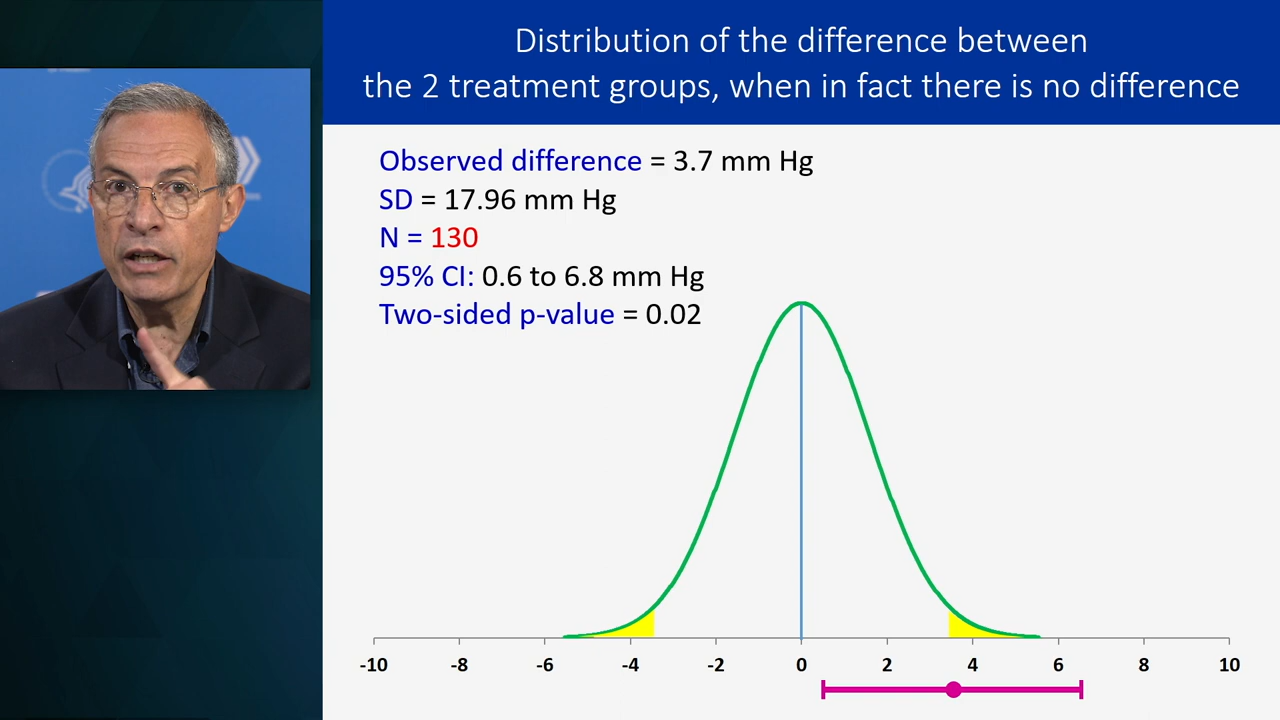 Distribution of the difference between
the 2 treatment groups, when in fact there is no difference
Observed difference = 3.7 mm Hg
SD = 17.96 mm Hg
N = 130
95% CI: 0.6 to 6.8 mm Hg
Two-sided p-value = 0.02
-10 -8 -6 -4 -2 0 2 4 6 8 10